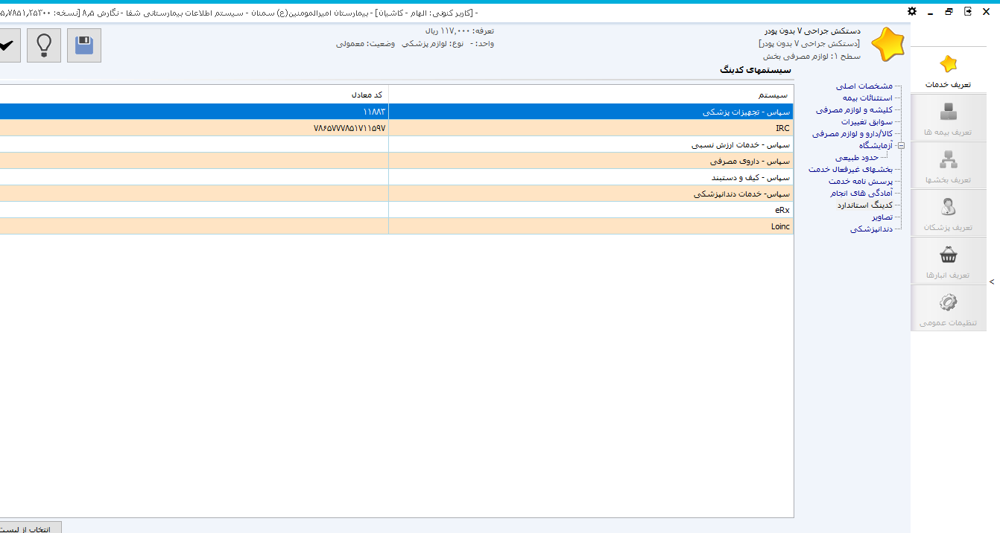 - [کاربر کنونی: الهام - کاشیان] - بیمارستان امیرالمومنین(ع) سمنان - سیستم اطلاعات بیمارستانی شفا - نگارش ۸٫۵ [نسخه:
دستکش جراحی ۷ بدون پودر
[دستکش جراحی ۷ بدون پودر]
سطح ۱: لوازم مصرفی بخش
تعرفه: ۱۱۷,۰۰۰ ریال
واحد: - نوع: لوازم پزشکي وضعیت: معمولی
سیستمهای کدینگ
تعریف خدمات
تعریف بیمه ها
تعریف بخشها
تعریف پزشکان
تعریف انبارها
تنظیمات عمومی
>
مشخصات اصلی
استثنائات بیمه
کلیشه و لوازم مصرفی
سوابق تغییرات
کالا/دارو و لوازم مصرفی
آزمایشگاه
حدود طبیعی
بخشهای غیرفعال خدمت
پرسش نامه خدمت
آمادگی های انجام
کدینگ استاندارد
تصاویر
دندانپزشکی
سیستم کد معادل
سپاس - تجهیزات پزشکی ۱۱۸۸۳
IRC ۷۸۶۵۷۷۷۸۵۱۷۱۱۵۹۷
سپاس - خدمات ارزش نسبی
سپاس - داروی مصرفی
سپاس - کیف و دستبند
سپاس- خدمات دندانپزشکی
eRx
Loinc
انتخاب از لیست